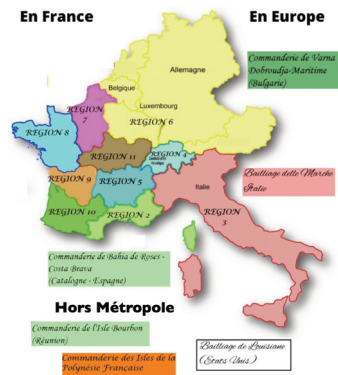 En France
En Europe
Commanderie de Varna
Dobroudja-Maritime
(Bulgarie)
Allemagne
Belgique
Luxembourg
REGION 6
REGION
7
REGION 8
REGION 11
REGION 4
REGION 9
REGION 5
REGION 10
REGION 2
Bailliage delle Marche
Italie
Italie
REGION
3
Commanderie de Bahia de Roses -
Costa Brava
(Catalogne - Espagne)
Hors Métropole
Commanderie de l'Isle Bourbon
(Réunion)
Commanderie des Isles de la
Polynésie Française
Bailliage de Louisiane
(Etats Unis)